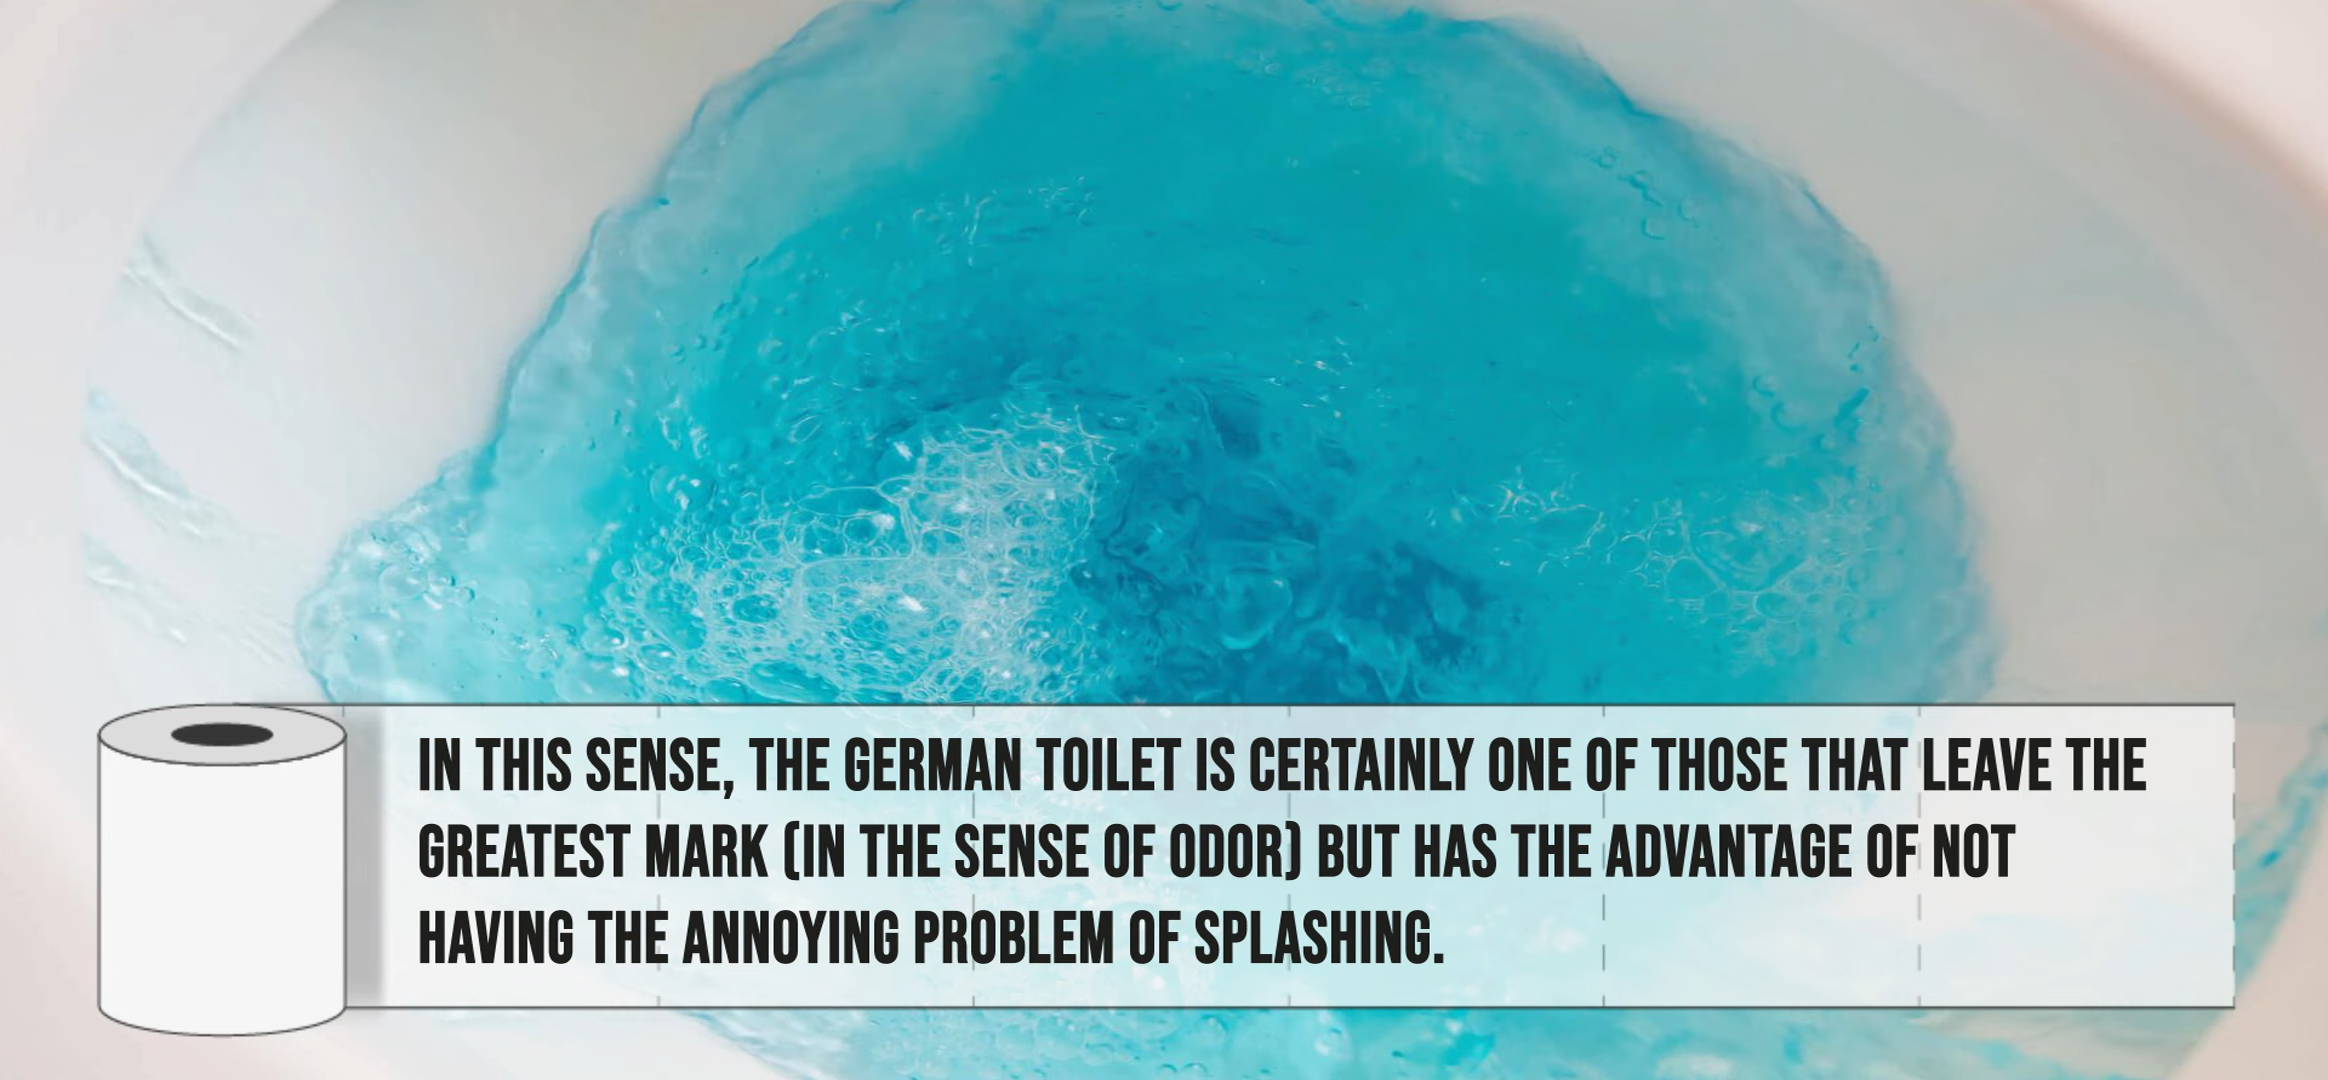 IN THIS SENSE, THE GERMAN TOILET IS CERTAINLY ONE OF THOSE THAT LEAVE THE
GREATEST MARK (IN THE SENSE OF ODOR) BUT HAS THE ADVANTAGE OF NOT
HAVING THE ANNOYING PROBLEM OF SPLASHING.